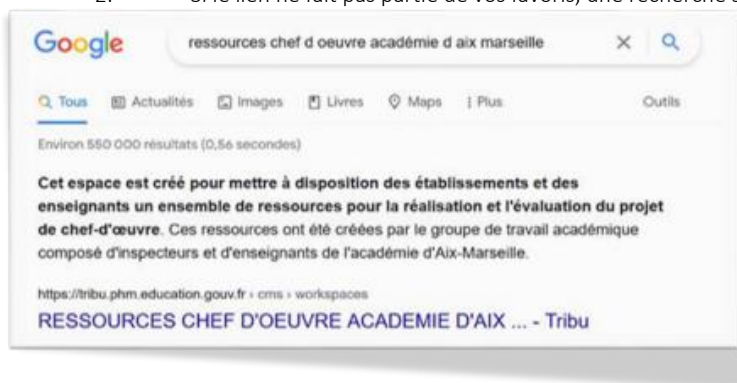 2. Si le lien ne fait pas partie de vos favoris, une recherche
Google
ressources chef d oeuvre académie d aix marseille
Tous Actualités Images Livres Maps Plus Outils
Environ 550 000 résultats (0,56 secondes)
Cet espace est créé pour mettre à disposition des établissements et des
enseignants un ensemble de ressources pour la réalisation et l'évaluation du projet
de chef-d'œuvre. Ces ressources ont été créées par le groupe de travail académique
composé d'inspecteurs et d'enseignants de l'académie d'Aix-Marseille.
https://tribu.phm.education.gouv.fr › cms › workspaces
RESSOURCES CHEF D'OEUVRE ACADEMIE D'AIX ... - Tribu